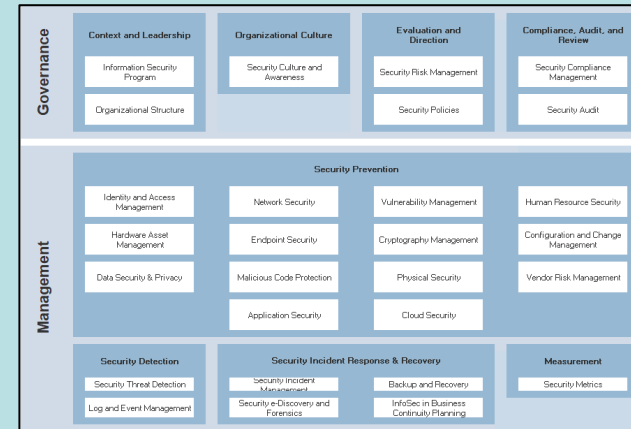 Governance
Context and Leadership
Organizational Culture
Evaluation and
Direction
Compliance, Audit, and
Review
Information Security
Program
Security Culture and
Awareness
Security Risk Management
Security Compliance
Management
Organizational Structure
Security Policies
Security Audit
Management
Security Prevention
Identity and Access
Management
Network Security
Vulnerability Management
Human Resource Security
Hardware Asset
Management
Endpoint Security
Cryptography Management
Configuration and Change
Management
Data Security & Privacy
Malicious Code Protection
Physical Security
Vendor Risk Management
Application Security
Cloud Security
Security Detection
Security Threat Detection
Log and Event Management
Security Incident Response & Recovery
Security Incident
Management
Backup and Recovery
Security e-Discovery and
Forensics
InfoSec in Business
Continuity Planning
Measurement
Security Metrics